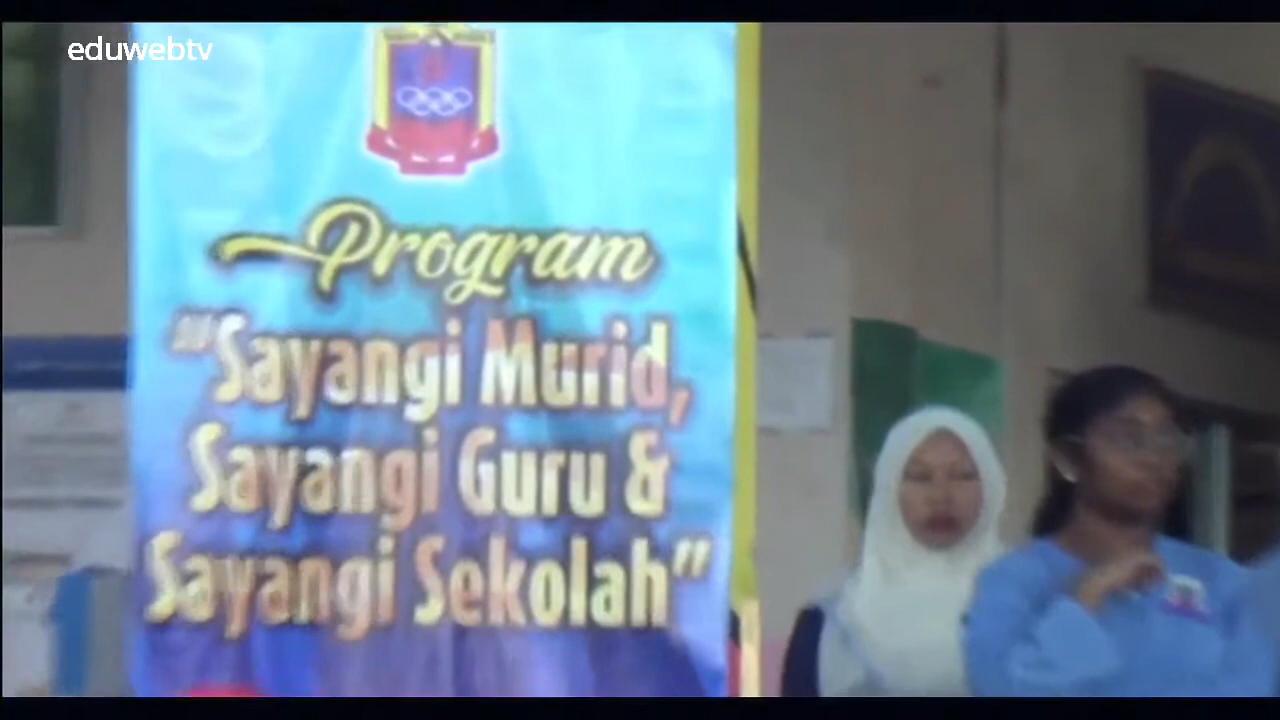 eduwebtv
Program
"Sayangi Murid,
Sayangi Guru &
Sayangi Sekolah"